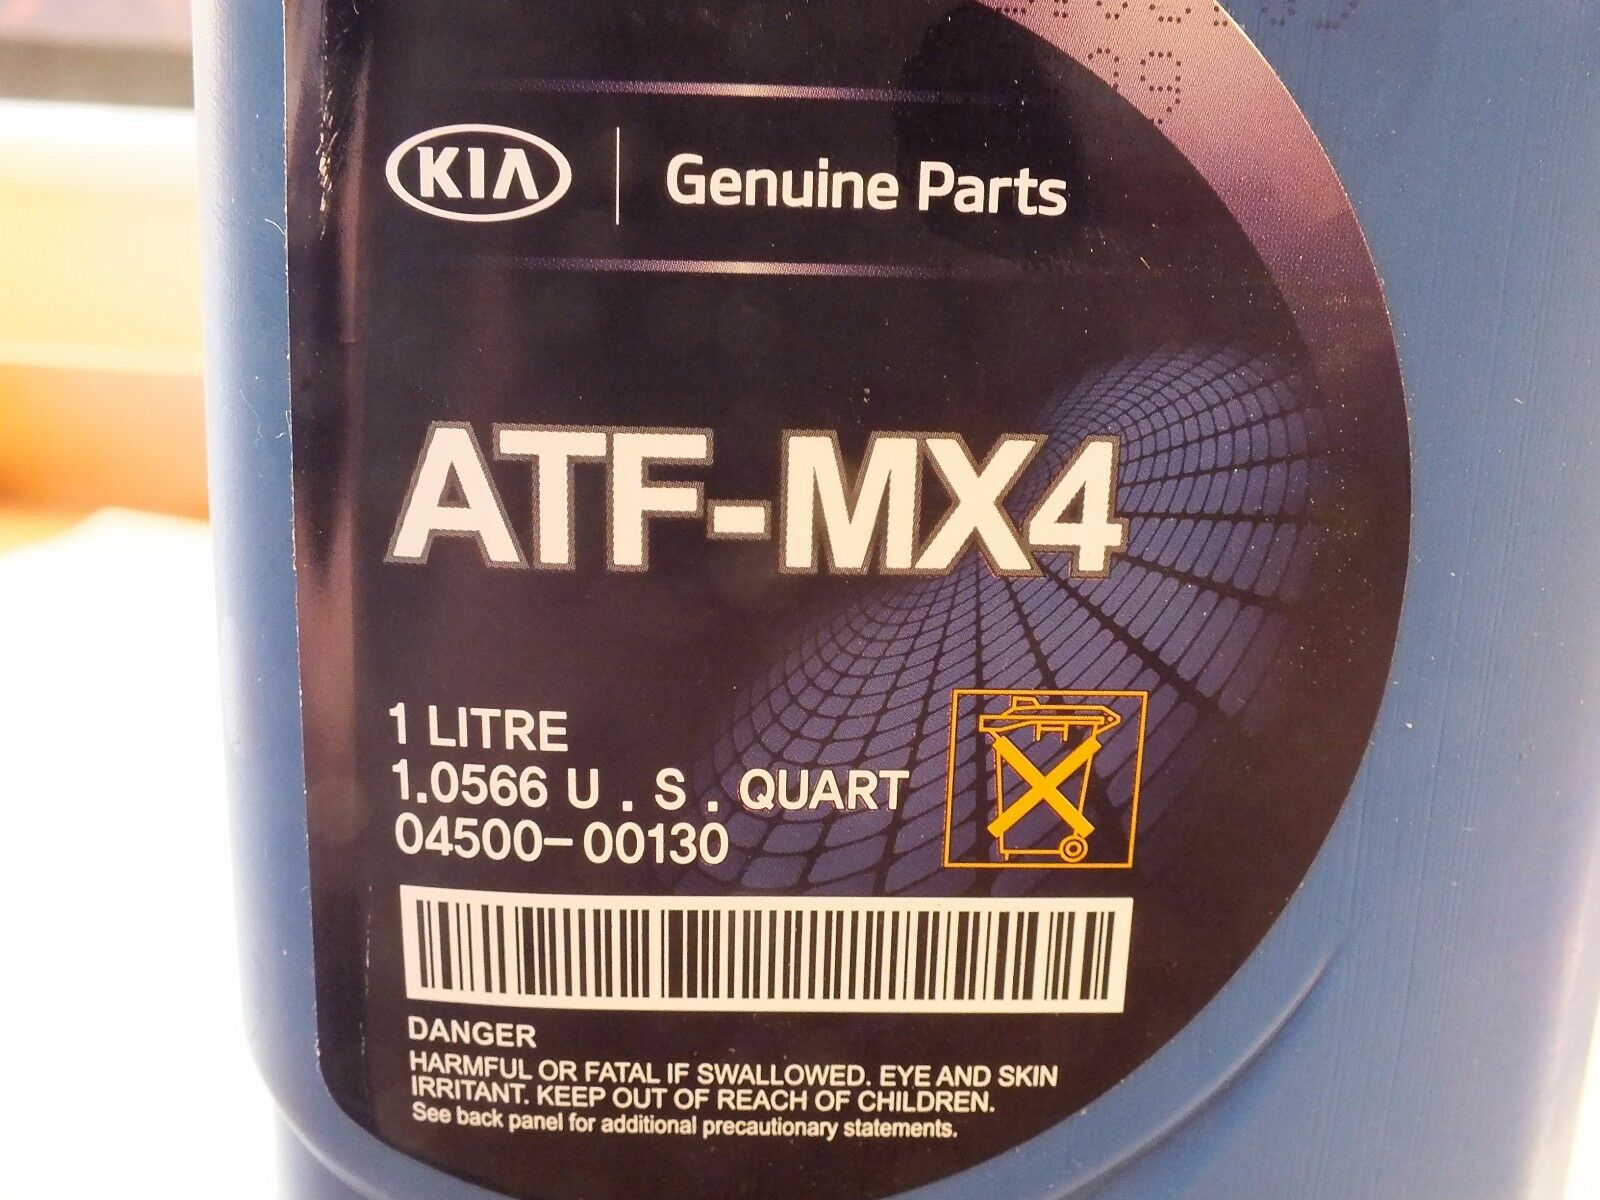 KIA Genuine Parts
ATF-MX4
1 LITRE
1.0566 U . S . QUART
04500-00130
DANGER
HARMFUL OR FATAL IF SWALLOWED. EYE AND SKIN
IRRITANT. KEEP OUT OF REACH OF CHILDREN.
See back panel for additional precautionary statements.